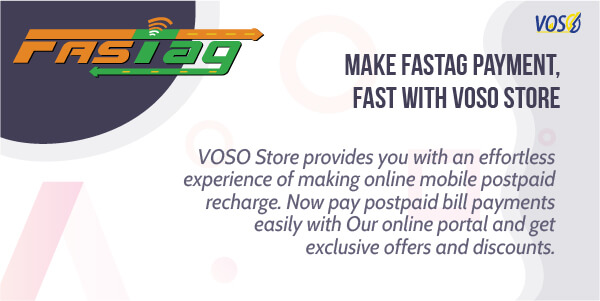 FASTag
VOSO
MAKE FASTAG PAYMENT,
FAST WITH VOSO STORE
VOSO Store provides you with an effortless
experience of making online mobile postpaid
recharge. Now pay postpaid bill payments
easily with Our online portal and get
exclusive offers and discounts.